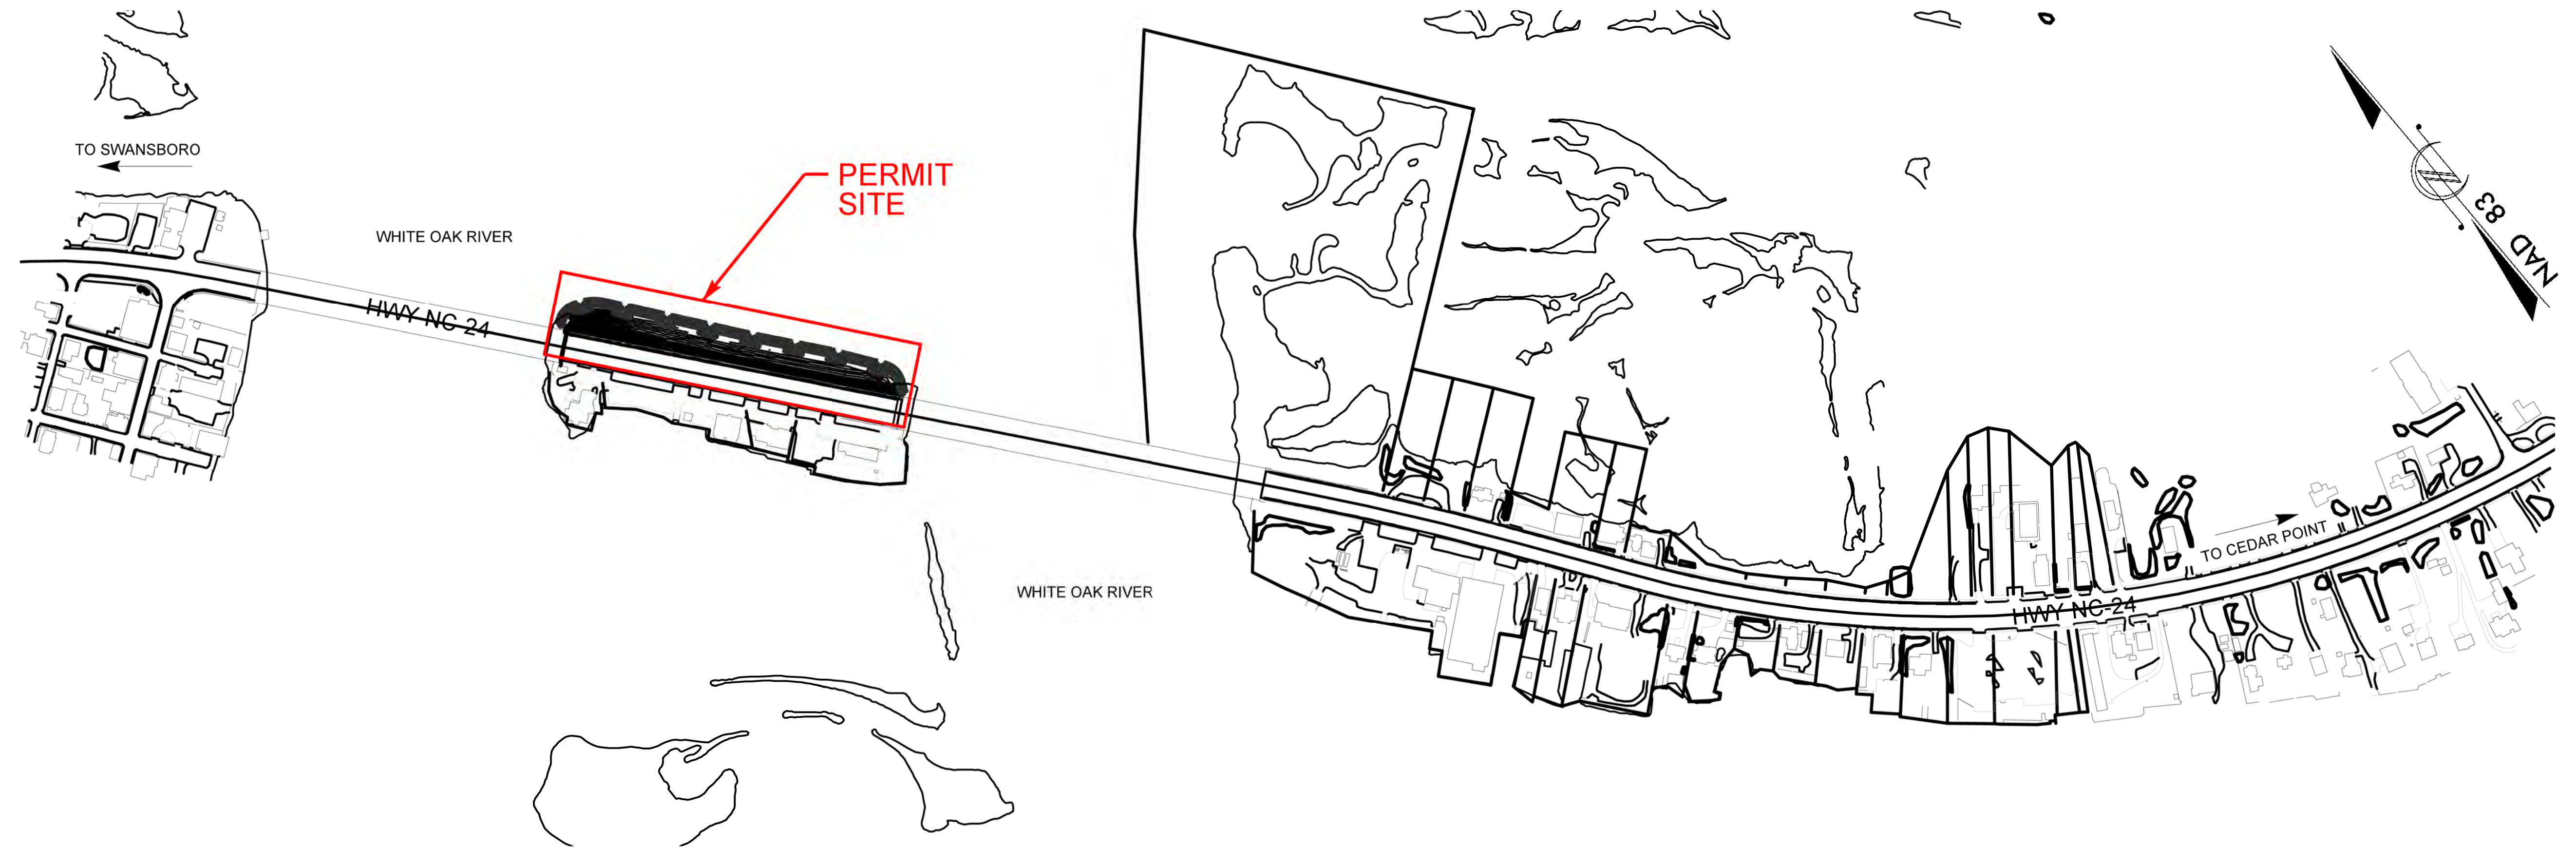 TO SWANSBORO
PERMIT
SITE
WHITE OAK RIVER
HWY NC-24
NAD 83
WHITE OAK RIVER
TO CEDAR POINT
HWY NC-24